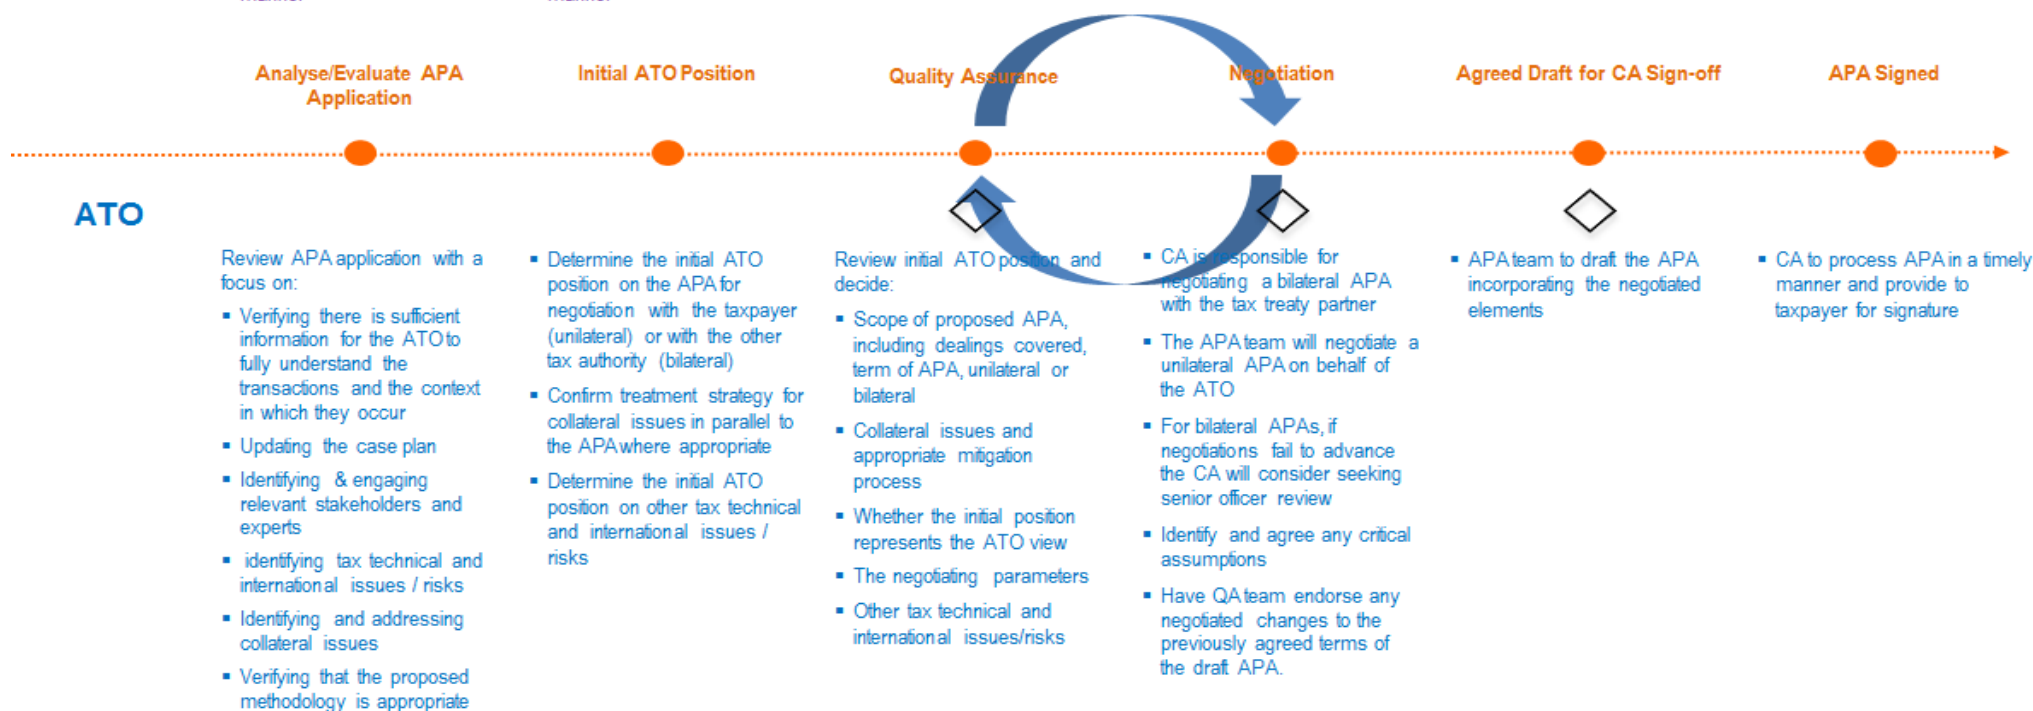 Analyse/Evaluate APA
Application
Initial ATO Position
Quality Assurance
Negotiation
Agreed Draft for CA Sign-off
APA Signed
ATO
Review APA application with a
focus on:
▪ Verifying there is sufficient
information for the ATO to
fully understand the
transactions and the context
in which they occur
▪ Updating the case plan
▪ Identifying & engaging
relevant stakeholders and
experts
▪ identifying tax technical and
international issues / risks
▪ Identifying and addressing
collateral issues
▪ Verifying that the proposed
methodology is appropriate
▪ Determine the initial ATO
position on the APA for
negotiation with the taxpayer
(unilateral) or with the other
tax authority (bilateral)
▪ Confirm treatment strategy for
collateral issues in parallel to
the APA where appropriate
▪ Determine the initial ATO
position on other tax technical
and international issues /
risks
Review initial ATO position and
decide:
▪ Scope of proposed APA,
including dealings covered,
term of APA, unilateral or
bilateral
▪ Collateral issues and
appropriate mitigation
process
▪ Whether the initial position
represents the ATO view
▪ The negotiating parameters
▪ Other tax technical and
international issues/risks
▪ CA is responsible for
negotiating a bilateral APA
with the tax treaty partner
▪ The APA team will negotiate a
unilateral APA on behalf of
the ATO
▪ For bilateral APAs, if
negotiations fail to advance
the CA will consider seeking
senior officer review
▪ Identify and agree any critical
assumptions
▪ Have QA team endorse any
negotiated changes to the
previously agreed terms of
the draft APA.
▪ APA team to draft the APA
incorporating the negotiated
elements
▪ CA to process APA in a timely
manner and provide to
taxpayer for signature